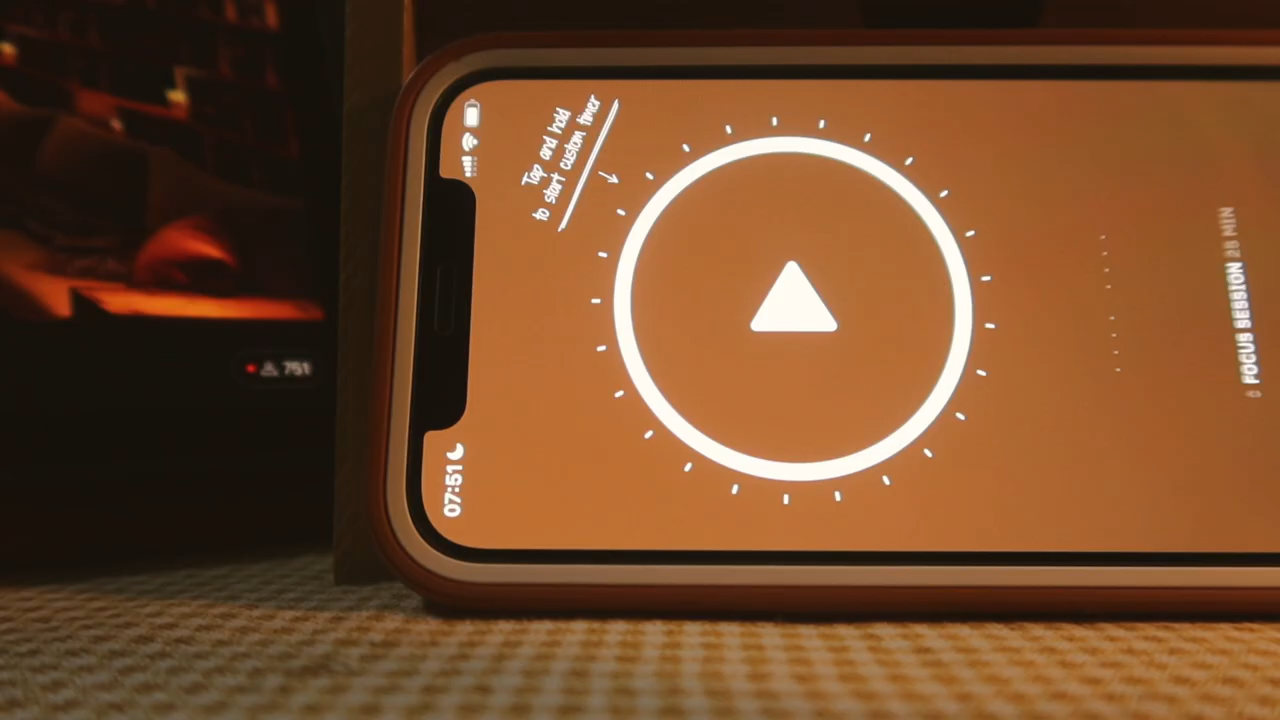 07:51
Tap and hold
to start custom timer
FOCUS SESSION 28 MIN
751